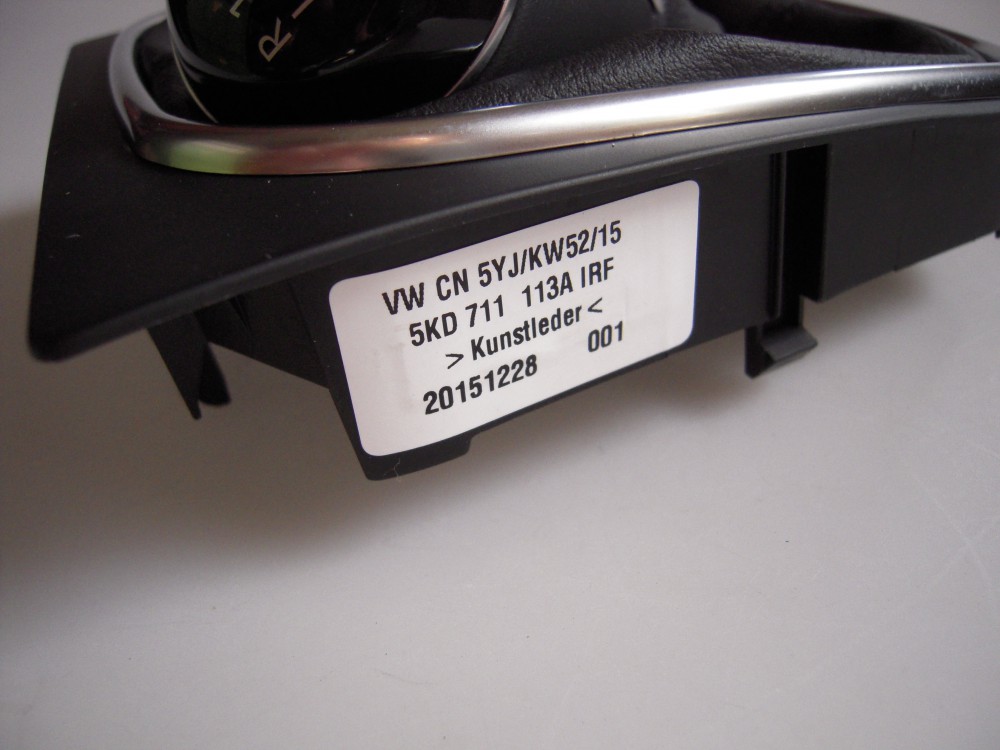 R
VW CN 5YJ/KW52/15
5KD 711 113A IRF
> Kunstleder <
20151228 001